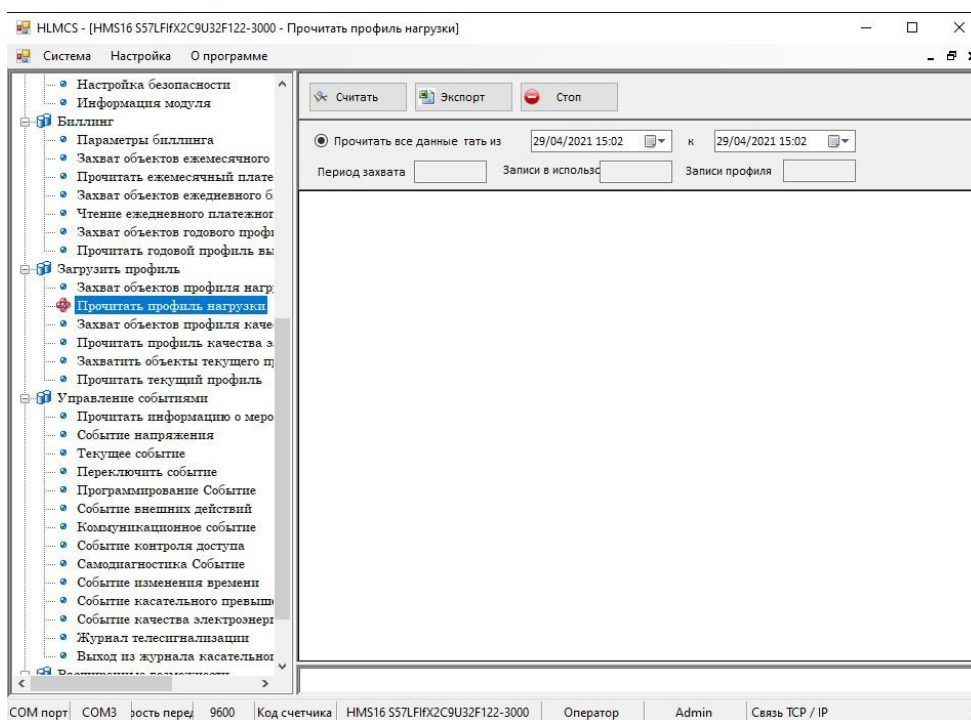 HLMCS - [HMS16 S57LFIfX2C9U32F122-3000 - Прочитать профиль нагрузки]
Система Настройка О программе
Настройка безопасности
Информация модуля
Биллинг
Параметры биллинга
Захват объектов ежемесячного
Прочитать ежемесячный плате
Захват объектов ежедневного б
Чтение ежедневного платежног
Захват объектов годового профи
Прочитать годовой профиль вы
Загрузить профиль
Захват объектов профиля нагр
Прочитать профиль нагрузки
Захват объектов профиля каче
Прочитать профиль качества э
Захватить объекты текущего п
Прочитать текущий профиль
Управление событиями
Прочитать информацию о меро
Событие напряжения
Текущее событие
Переключить событие
Программирование Событие
Событие внешних действий
Коммуникационное событие
Событие контроля доступа
Самодиагностика Событие
Событие изменения времени
Событие касательного превыш
Событие качества электроэнерг
Журнал телесигнализации
Выход из журнала касательног
Считать Экспорт Стоп
Прочитать все данные тать из 29/04/2021 15:02 к 29/04/2021 15:02
Период захвата Записи в использс Записи профиля
COM порт COM3 рость перед 9600 Код счетчика HMS16 S57LFIfX2C9U32F122-3000 Оператор Admin Связь TCP / IP